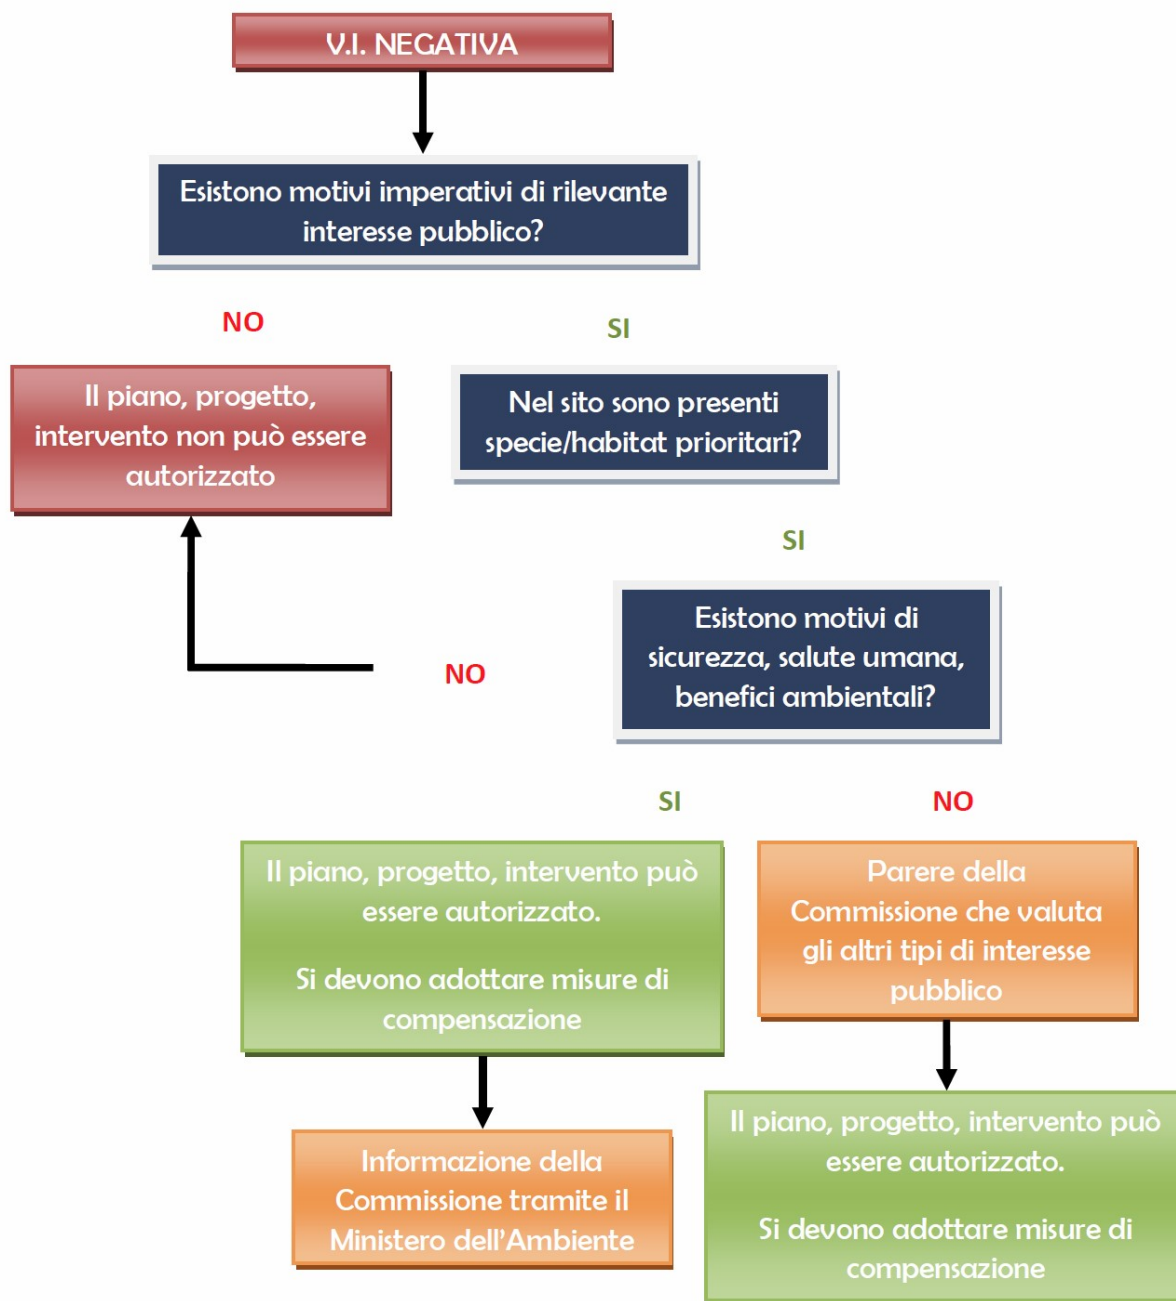 V.I. NEGATIVA
Esistono motivi imperativi di rilevante
interesse pubblico?
NO
SI
Il piano, progetto,
intervento non può essere
autorizzato
Nel sito sono presenti
specie/habitat prioritari?
SI
Esistono motivi di
sicurezza, salute umana,
benefici ambientali?
NO
SI
NO
Il piano, progetto, intervento può
essere autorizzato.
Si devono adottare misure di
compensazione
Parere della
Commissione che valuta
gli altri tipi di interesse
pubblico
Informazione della
Commissione tramite il
Ministero dell'Ambiente
Il piano, progetto, intervento può
essere autorizzato.
Si devono adottare misure di
compensazione